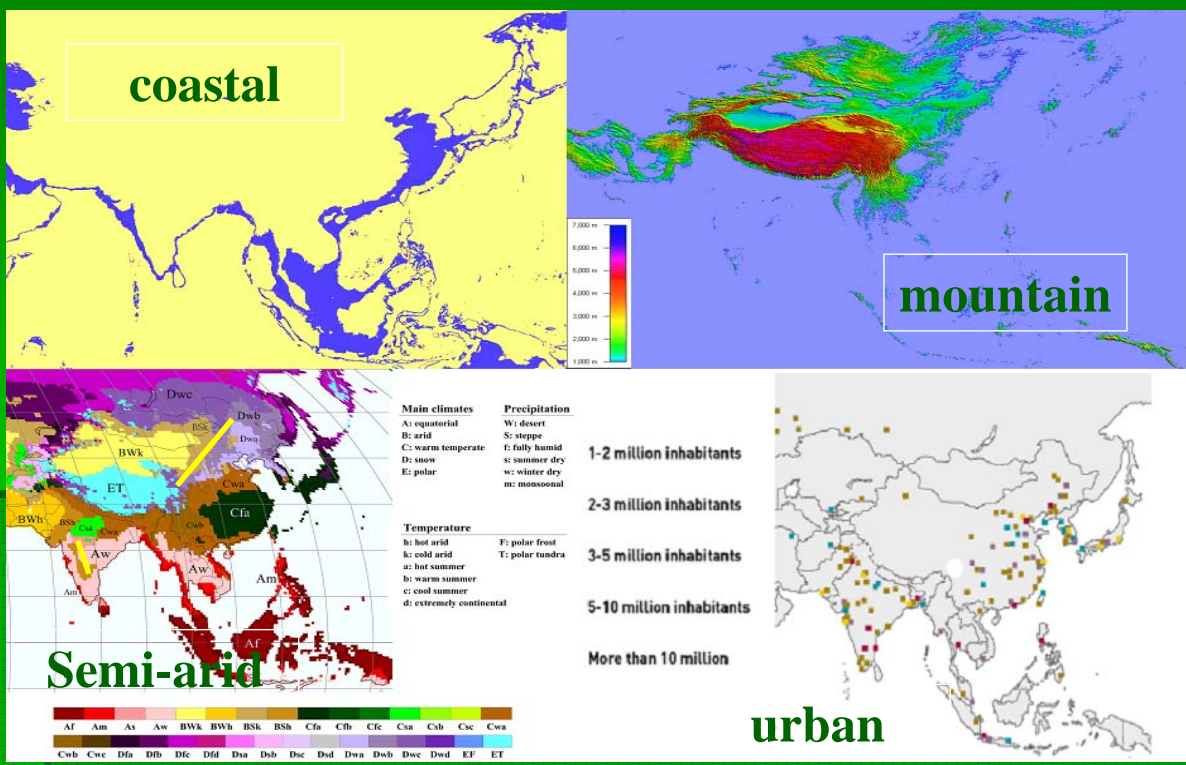 coastal
mountain
7,000 m
6,000 m
5,000 m
4,000 m
3,000 m
2,000 m
1,000 m
Dwc
Dwb
BSk
Dwa
BWk
ET
Cwa
Cfa
Cwb
BWh
BSh
Csa
Cwa
Aw
Aw
Am
Am
Af
Semi-arid
Main climates
A: equatorial
B: arid
C: warm temperate
D: snow
E: polar
Precipitation
W: desert
S: steppe
f: fully humid
s: summer dry
w: winter dry
m: monsoonal
Temperature
h: hot arid
k: cold arid
a: hot summer
b: warm summer
c: cool summer
d: extremely continental
F: polar frost
T: polar tundra
Af Am As Aw BWk BWh BSk BSh Cfa Cfb Cfc Csa Csb Csc Cwa
Cwb Cwc Dfa Dfb Dfc Dfd Dsa Dsb Dsc Dsd Dwa Dwb Dwc Dwd EF ET
1-2 million inhabitants
2-3 million inhabitants
3-5 million inhabitants
5-10 million inhabitants
More than 10 million
urban